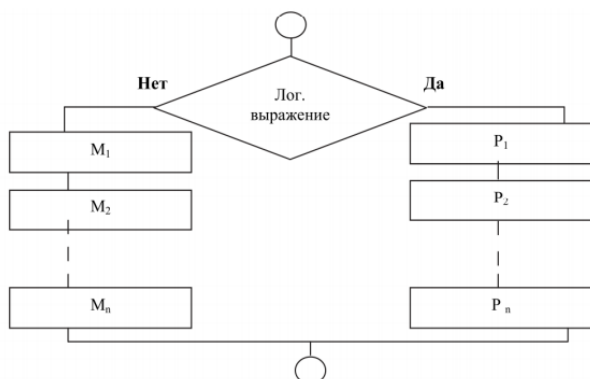 Нет
Да
Лог.
выражение
M₁
P₁
M₂
P₂
Mₙ
P ₙ